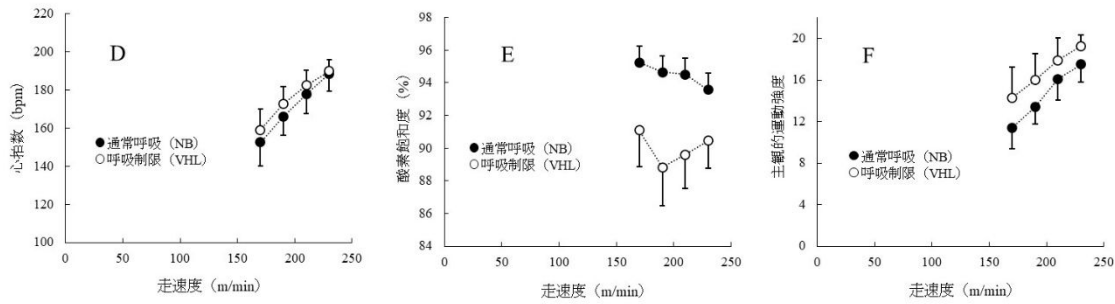 D
心拍数（bpm）
220
200
180
160
140
120
100
●通常呼吸（NB）
○呼吸制限（VHL）
0 50 100 150 200 250
走速度（m/min）
E
酸素飽和度（%）
98
96
94
92
90
88
86
84
●通常呼吸（NB）
○呼吸制限（VHL）
0 50 100 150 200 250
走速度（m/min）
F
主観的運動強度
20
16
12
8
4
0
●通常呼吸（NB）
○呼吸制限（VHL）
0 50 100 150 200 250
走速度（m/min）